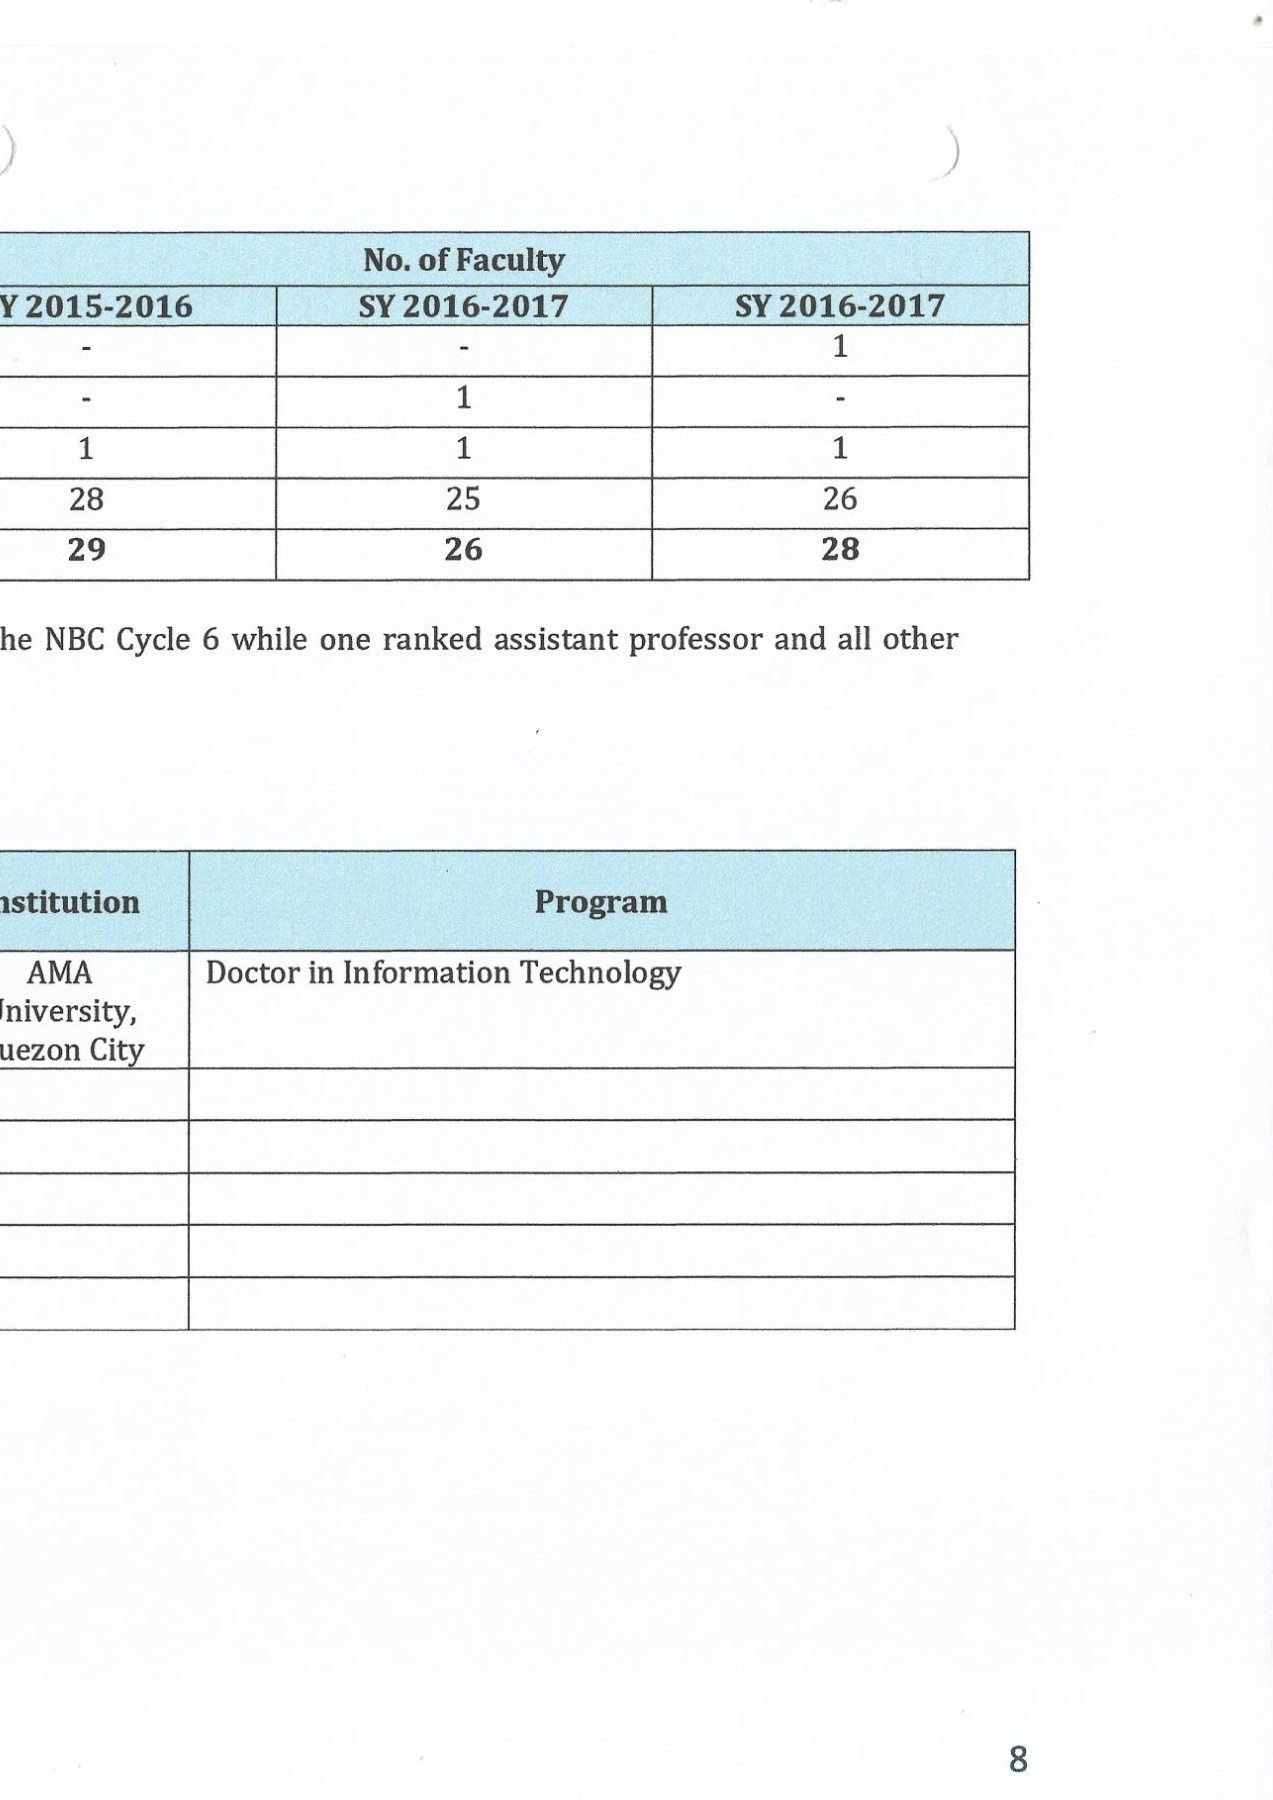 No. of Faculty
Y 2015-2016 SY 2016-2017 SY 2016-2017
- - 1
- 1 -
1 1 1
28 25 26
29 26 28
he NBC Cycle 6 while one ranked assistant professor and all other
nstitution Program
AMA Doctor in Information Technology
University,
uezon City
8